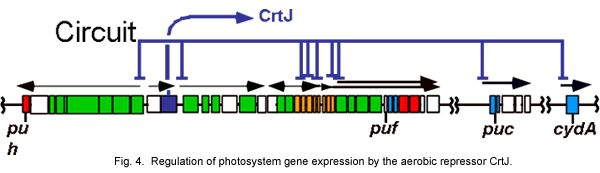 CrtJ
Circuit
pu
h
puf
puc
cydA
Fig. 4. Regulation of photosystem gene expression by the aerobic repressor CrtJ.